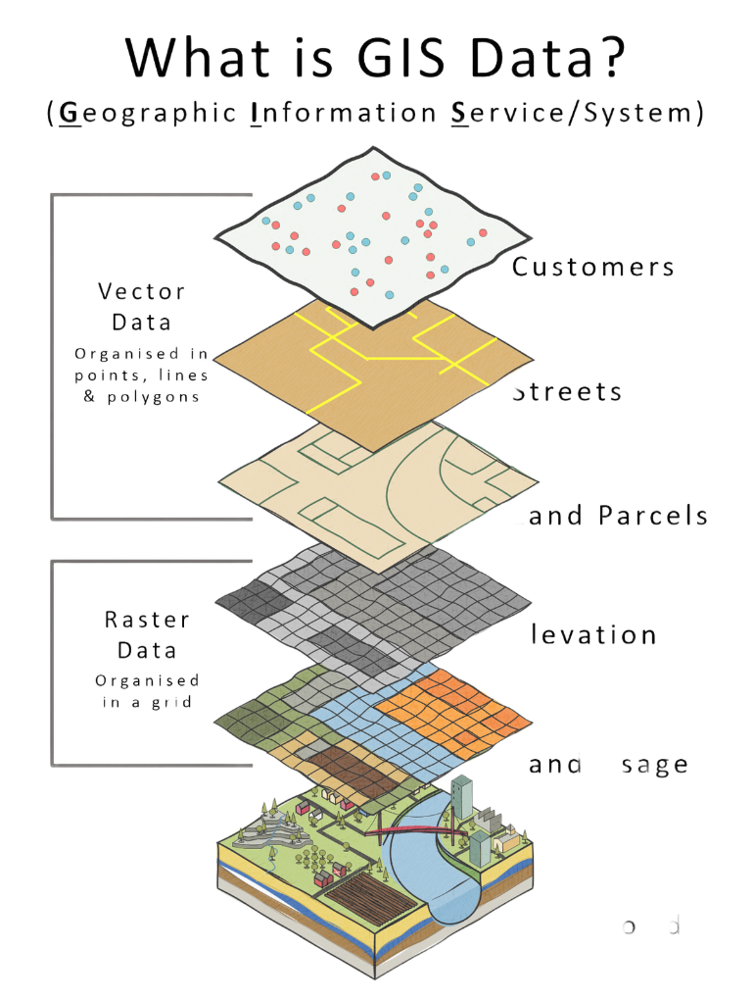 What is GIS Data?
(Geographic Information Service/System)
Vector
Data
Organised in
points, lines
& polygons
Customers
Streets
and Parcels
Raster
Data
Organised
in a grid
levation
and sage